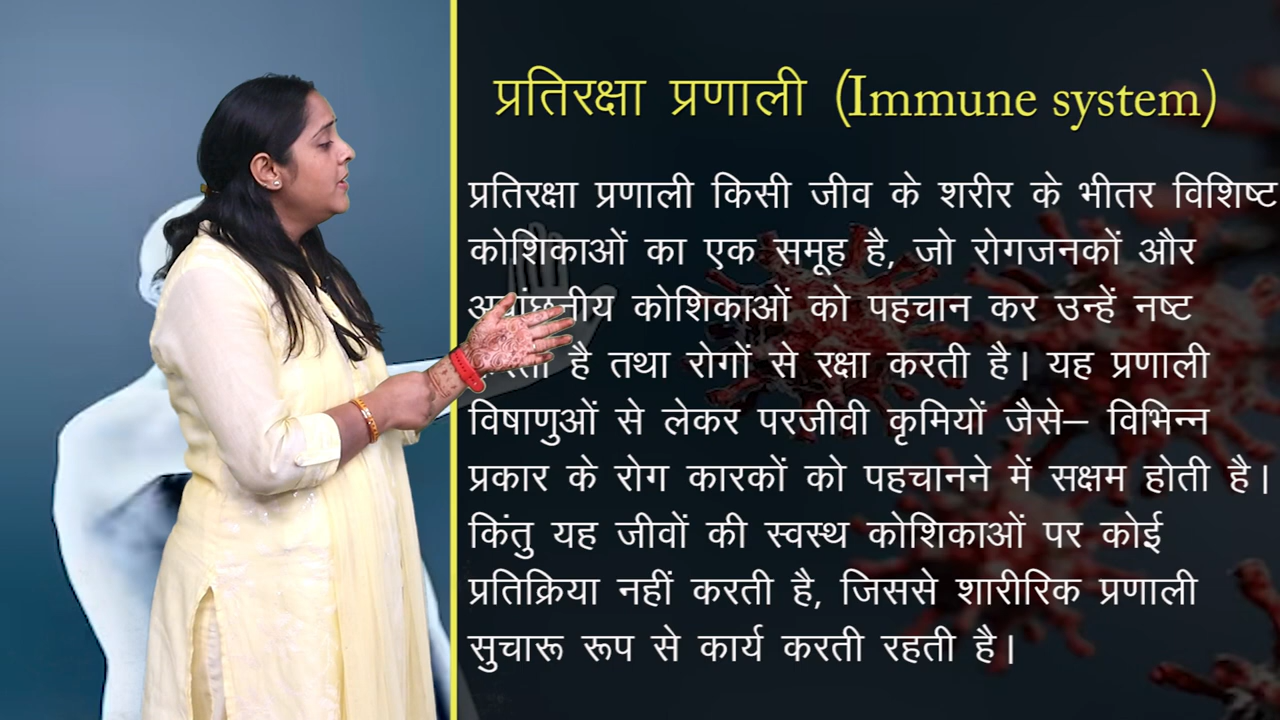 प्रतिरक्षा प्रणाली (Immune system)
प्रतिरक्षा प्रणाली किसी जीव के शरीर के भीतर विशिष्ट
कोशिकाओं का एक समूह है, जो रोगजनकों और
कोशिकाओं को पहचान कर उन्हें नष्ट
है तथा रोगों से रक्षा करती है। यह प्रणाली
विषाणुओं से लेकर परजीवी कृमियों जैसे– विभिन्न
प्रकार के रोग कारकों को पहचानने में सक्षम होती है।
किंतु यह जीवों की स्वस्थ कोशिकाओं पर कोई
प्रतिक्रिया नहीं करती है, जिससे शारीरिक प्रणाली
सुचारू रूप से कार्य करती रहती है।